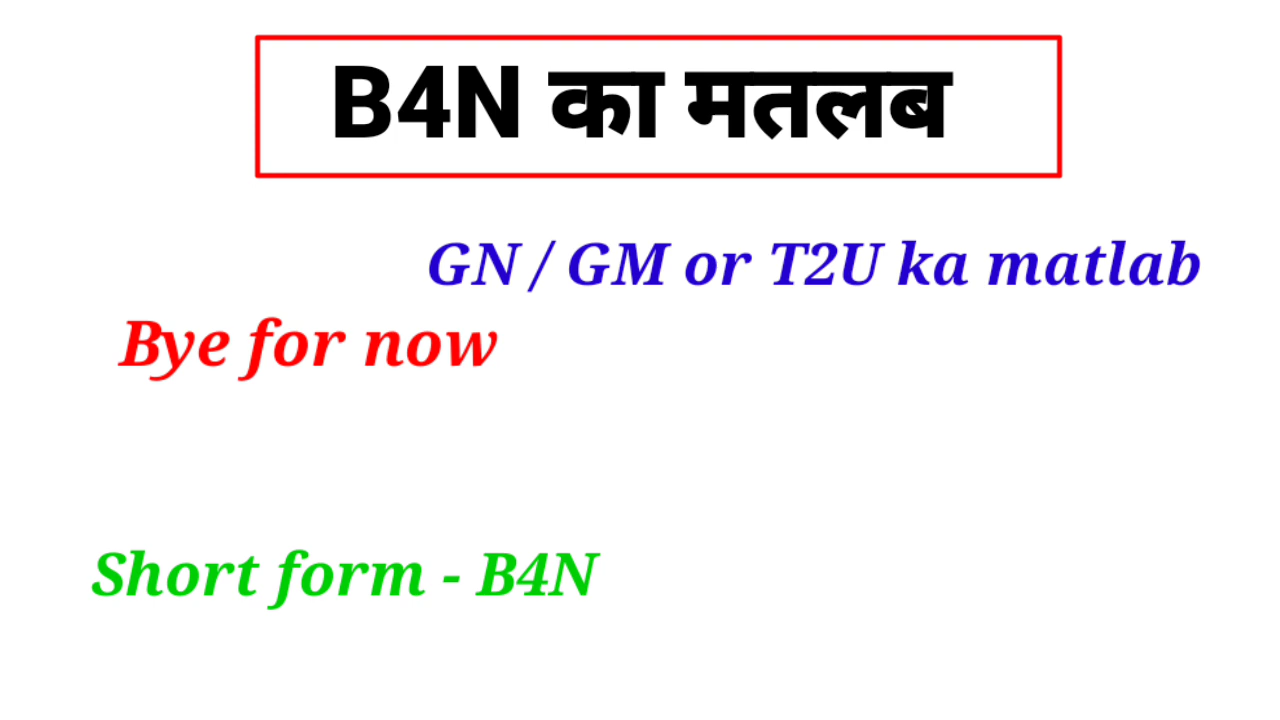 B4N का मतलब
GN / GM or T2U ka matlab
Bye for now
Short form - B4N